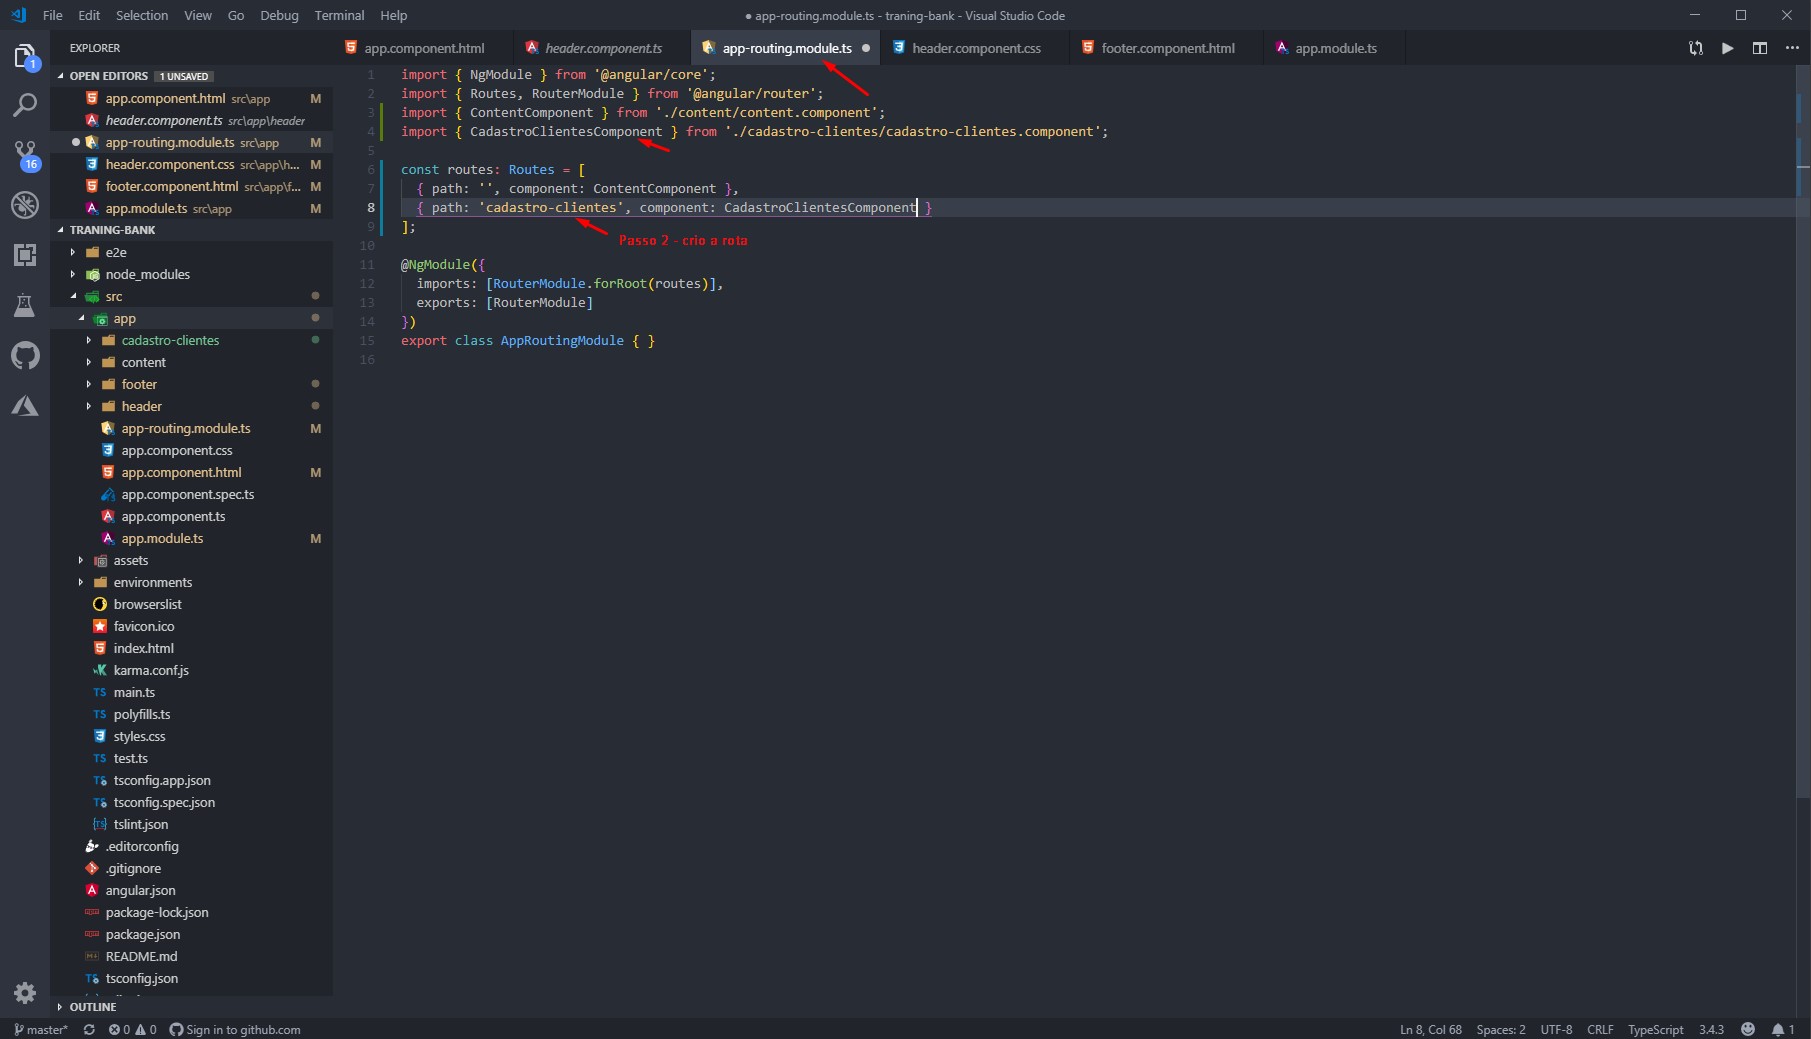 File Edit Selection View Go Debug Terminal Help
● app-routing.module.ts - traning-bank - Visual Studio Code
EXPLORER
app.component.html
header.component.ts
app-routing.module.ts
header.component.css
footer.component.html
app.module.ts
1
16
OPEN EDITORS 1 UNSAVED
app.component.html src\app M
header.component.ts src\app\header
app-routing.module.ts src\app M
header.component.css src\app\h... M
footer.component.html src\app\f... M
app.module.ts src\app M
TRANING-BANK
e2e
node_modules
src
app
cadastro-clientes
content
footer
header
app-routing.module.ts M
app.component.css
app.component.html M
app.component.spec.ts
app.component.ts
app.module.ts M
assets
environments
browserslist
favicon.ico
index.html
karma.conf.js
TS main.ts
TS polyfills.ts
styles.css
TS test.ts
tsconfig.app.json
tsconfig.spec.json
tslint.json
.editorconfig
.gitignore
angular.json
package-lock.json
package.json
README.md
tsconfig.json
OUTLINE
1 import { NgModule } from '@angular/core';
2 import { Routes, RouterModule } from '@angular/router';
3 import { ContentComponent } from './content/content.component';
4 import { CadastroClientesComponent } from './cadastro-clientes/cadastro-clientes.component';
5
6 const routes: Routes = [
7 { path: '', component: ContentComponent },
8 { path: 'cadastro-clientes', component: CadastroClientesComponent }
9 ];
Passo 2 - crio a rota
10
11 @NgModule({
12 imports: [RouterModule.forRoot(routes)],
13 exports: [RouterModule]
14 })
15 export class AppRoutingModule { }
16
master* 0 0 Sign in to github.com
Ln 8, Col 68 Spaces: 2 UTF-8 CRLF TypeScript 3.4.3 1